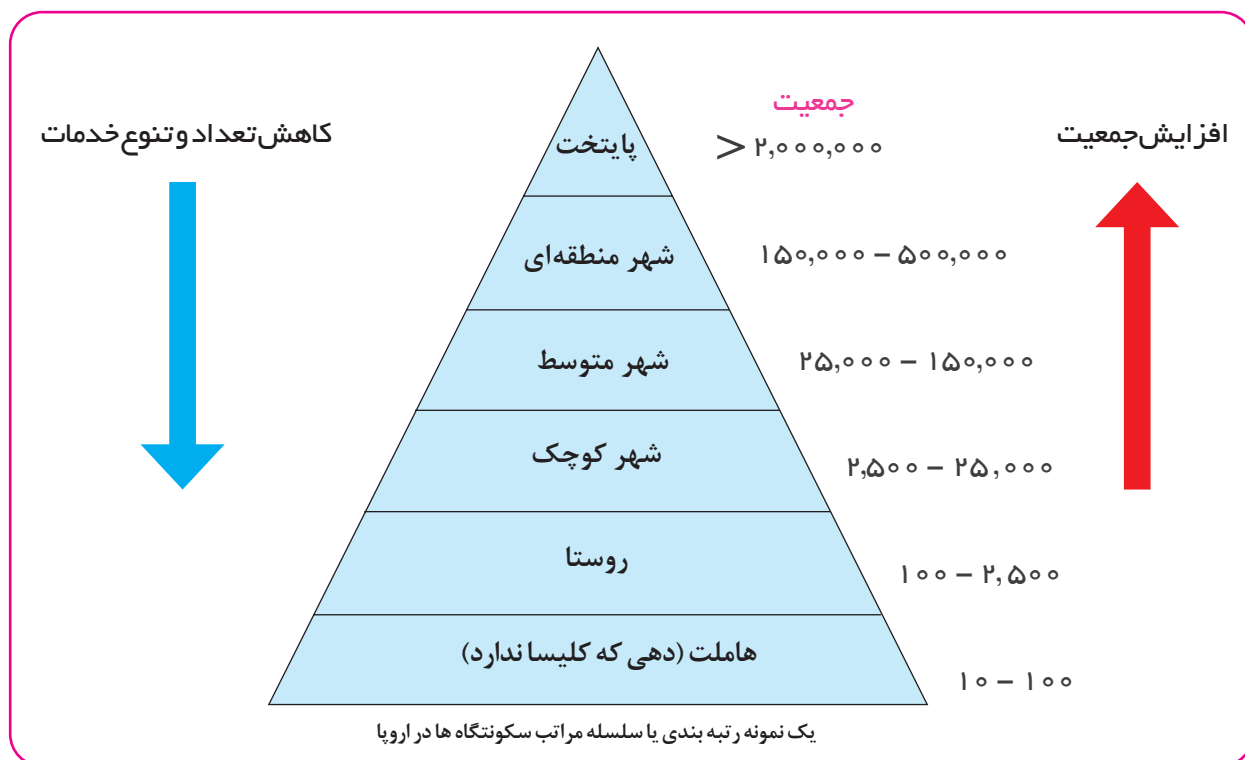 جمعیت
افزایش جمعیت
کاهش تعداد و تنوع خدمات
پایتخت
> ۲,۰۰۰,۰۰۰
شهر منطقه‌ای
۱۵۰,۰۰۰ – ۵۰۰,۰۰۰
شهر متوسط
۲۵,۰۰۰ – ۱۵۰,۰۰۰
شهر کوچک
۲,۵۰۰ – ۲۵,۰۰۰
روستا
۱۰۰ – ۲,۵۰۰
هاملت (دهی که کلیسا ندارد)
۱۰ – ۱۰۰
یک نمونه رتبه بندی یا سلسله مراتب سکونتگاه ها در اروپا